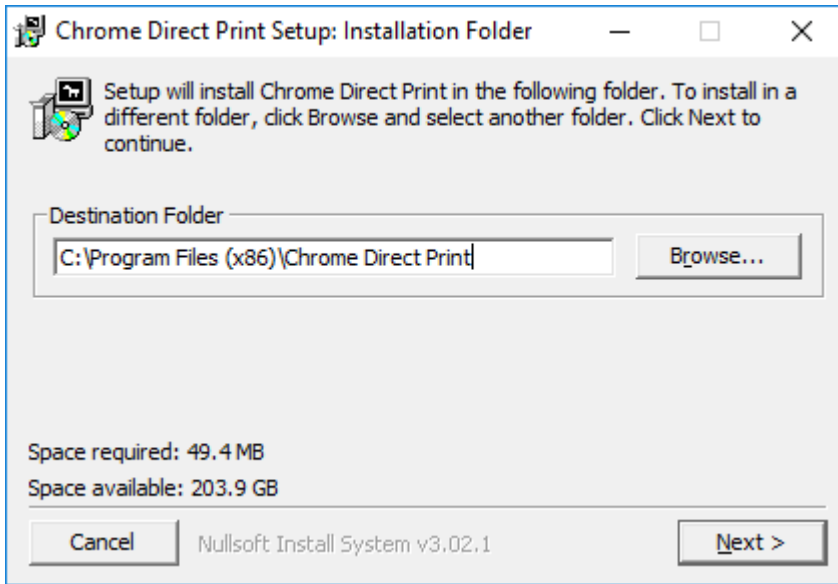 Chrome Direct Print Setup: Installation Folder
Setup will install Chrome Direct Print in the following folder. To install in a
different folder, click Browse and select another folder. Click Next to
continue.
Destination Folder
C:\Program Files (x86)\Chrome Direct Print
Browse...
Space required: 49.4 MB
Space available: 203.9 GB
Cancel
Nullsoft Install System v3.02.1
Next >